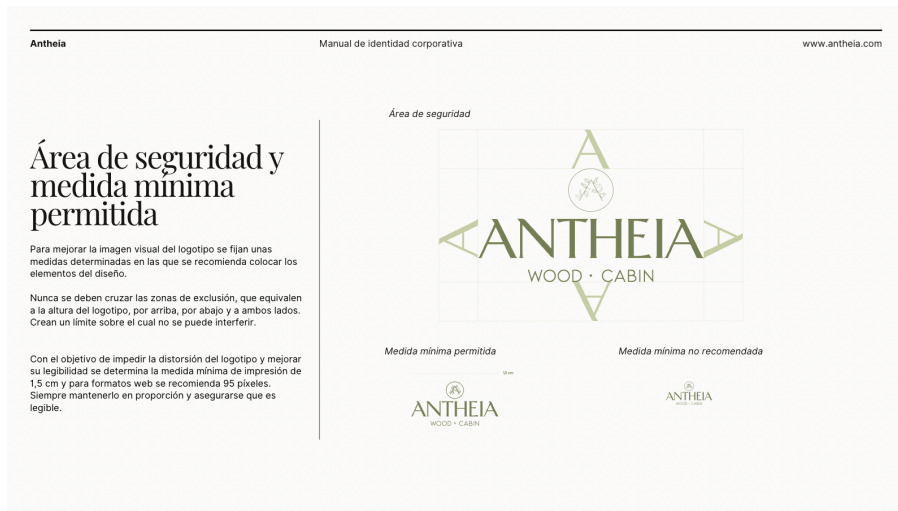 Antheia
Manual de identidad corporativa
www.antheia.com
Área de seguridad y
medida mínima
permitida
Para mejorar la imagen visual del logotipo se fijan unas
medidas determinadas en las que se recomienda colocar los
elementos del diseño.
Nunca se deben cruzar las zonas de exclusión, que equivalen
a la altura del logotipo, por arriba, por abajo y a ambos lados.
Crean un límite sobre el cual no se puede interferir.
Con el objetivo de impedir la distorsión del logotipo y mejorar
su legibilidad se determina la medida mínima de impresión de
1,5 cm y para formatos web se recomienda 95 píxeles.
Siempre mantenerlo en proporción y asegurarse que es
legible.
Área de seguridad
A
A ANTHEIA A
WOOD • CABIN
A
Medida mínima permitida
1,5 cm
ANTHEIA
WOOD • CABIN
Medida mínima no recomendada
ANTHEIA
WOOD • CABIN